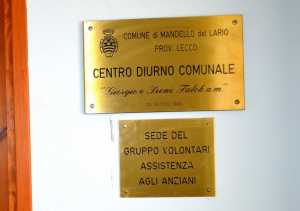 COMUNE di MANDELLO del LARIO
PROV. LECCO
CENTRO DIURNO COMUNALE
"Giorgio e Irene Falck
SEDE DEL
GRUPPO VOLONTARI
ASSISTENZA
AGLI ANZIANI